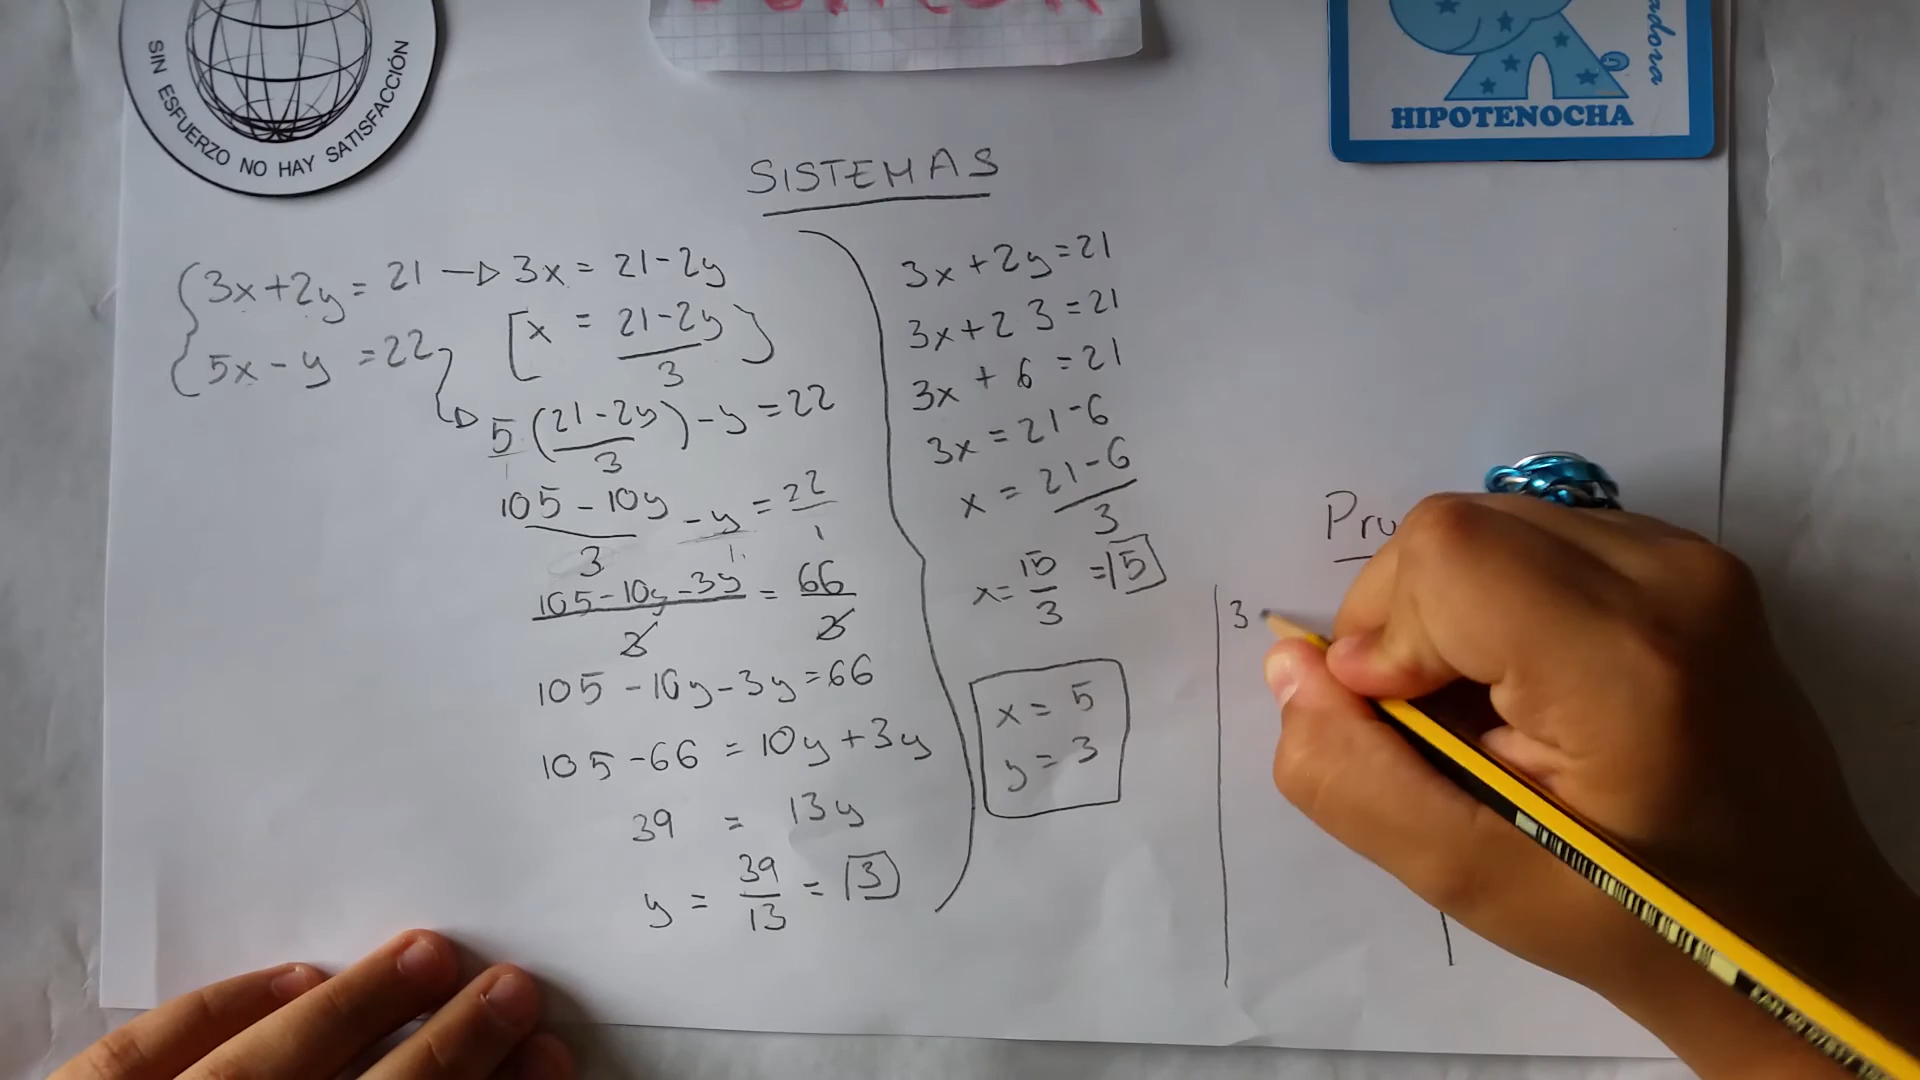 SIN ESFUERZO NO HAY SATISFACCIÓN
HIPOTENOCHA
SISTEMAS
3x+2y = 21 → 3x = 21-2y
5x-y = 22
[x = 21-2y/3]
5/1 (21-2y/3) - y = 22
105-10y/3 - y/1 = 22/1
105-10y-3y/3 = 66/3
105-10y-3y=66
105-66 = 10y+3y
39 = 13y
y = 39/13 = 3
3x+2y=21
3x+2 3=21
3x+6=21
3x=21-6
x = 21-6/3
x = 15/3 = 5
x = 5
y = 3
3